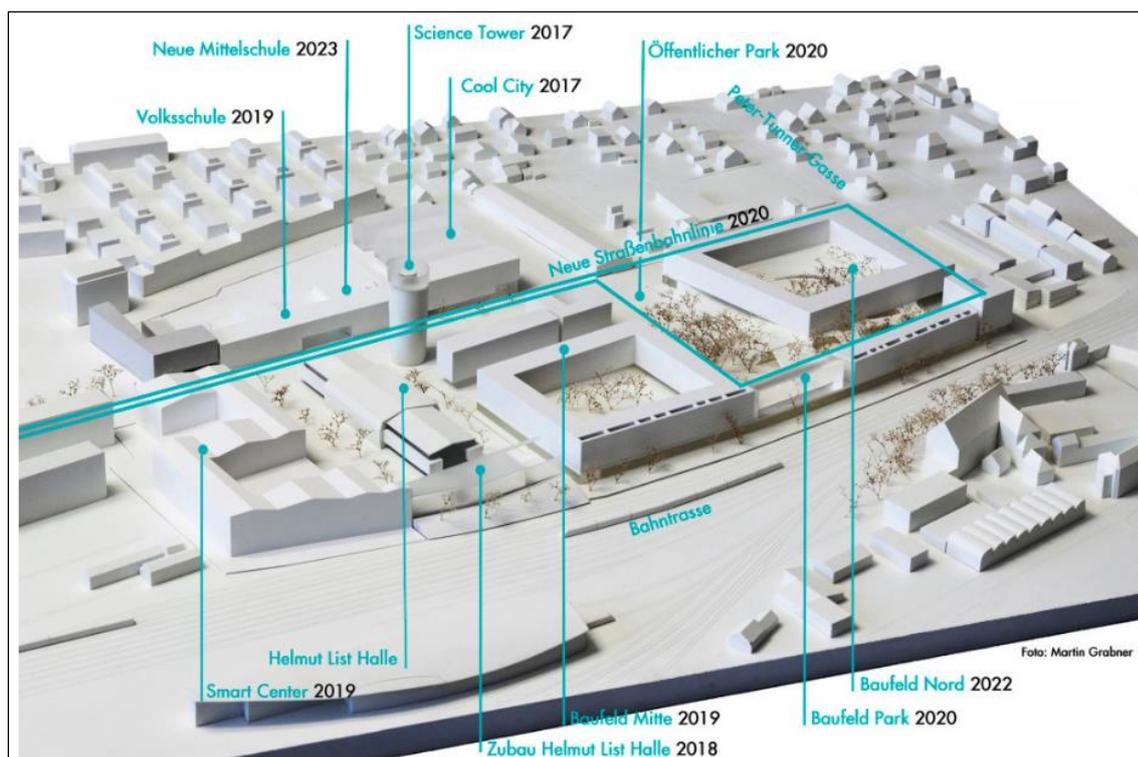 Science Tower 2017
Neue Mittelschule 2023
Öffentlicher Park 2020
Cool City 2017
Volksschule 2019
Peter-Tunner-Gasse
Neue Straßenbahnlinie 2020
Bahntrasse
Helmut List Halle
Foto: Martin Grabner
Smart Center 2019
Baufeld Nord 2022
Baufeld Mitte 2019
Baufeld Park 2020
Zubau Helmut List Halle 2018